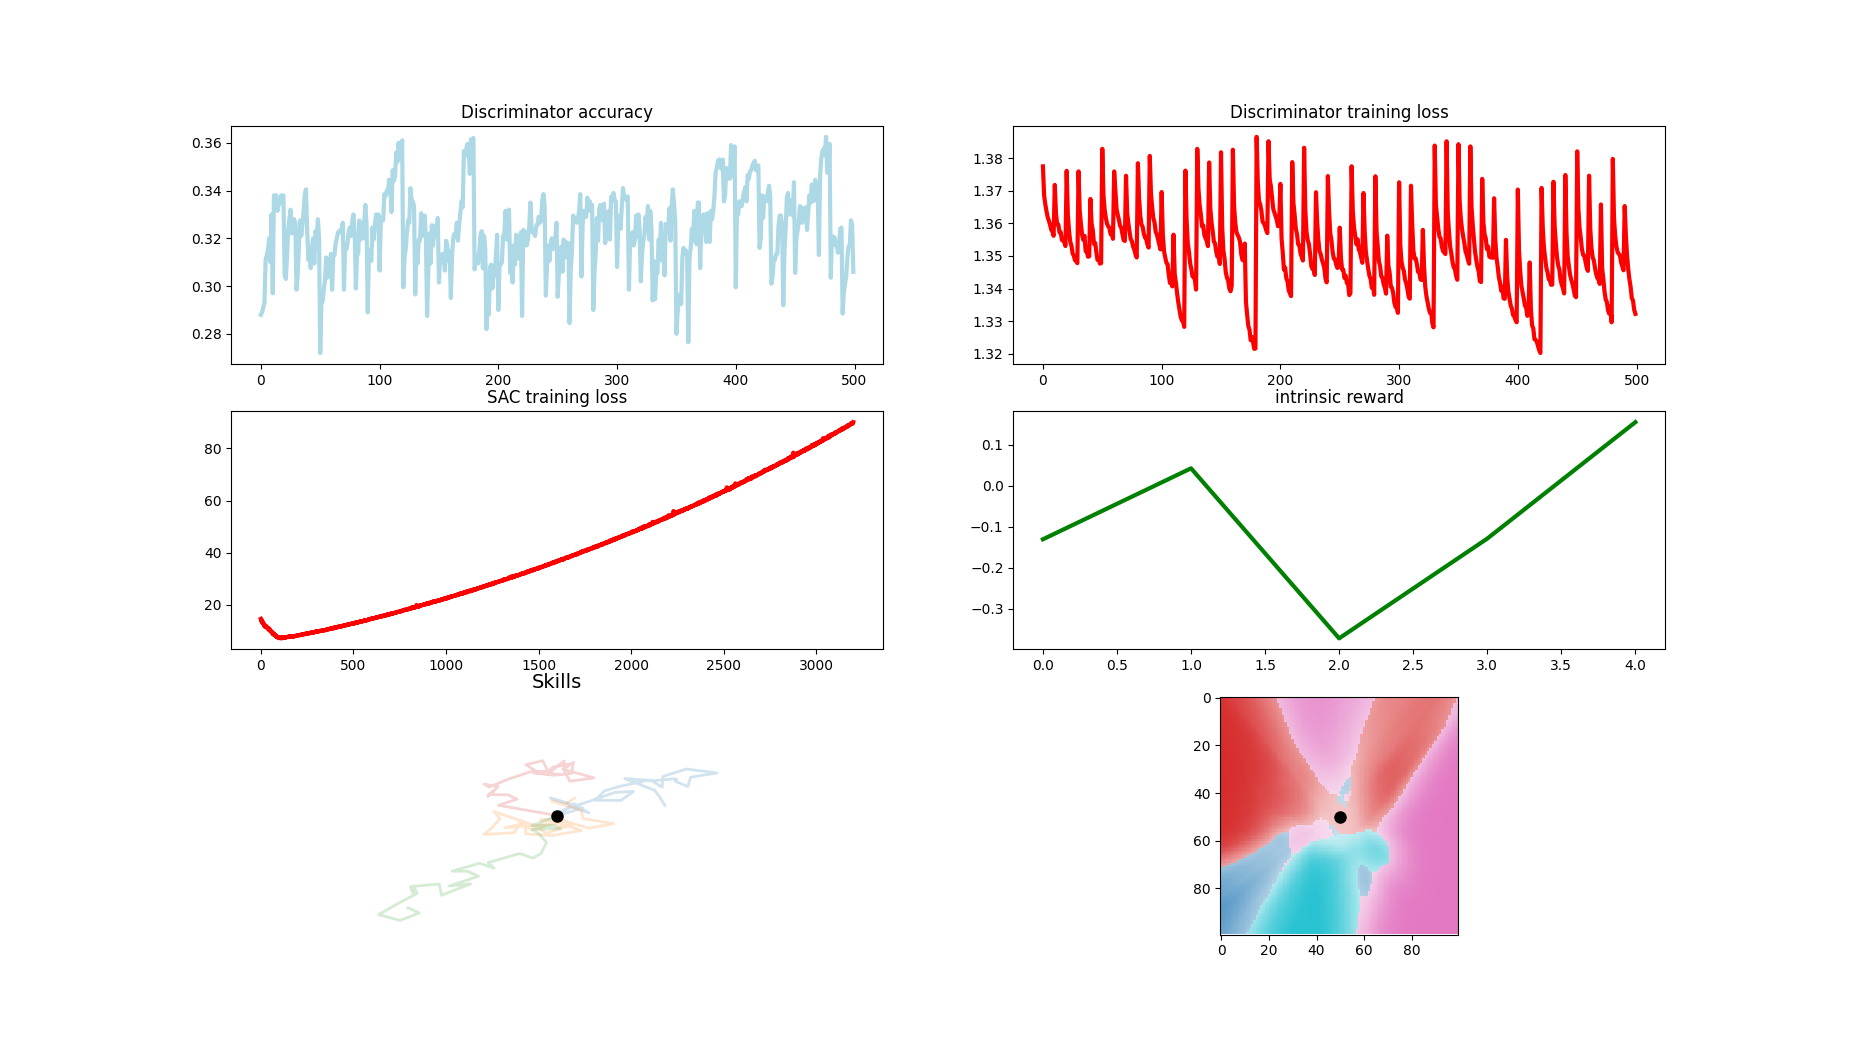 Discriminator accuracy
0.36
0.34
0.32
0.30
0.28
0 100 200 300 400 500
Discriminator training loss
1.38
1.37
1.36
1.35
1.34
1.33
1.32
0 100 200 300 400 500
SAC training loss
80
60
40
20
0 500 1000 1500 2000 2500 3000
intrinsic reward
0.1
0.0
−0.1
−0.2
−0.3
0.0 0.5 1.0 1.5 2.0 2.5 3.0 3.5 4.0
Skills
0
20
40
60
80
0 20 40 60 80